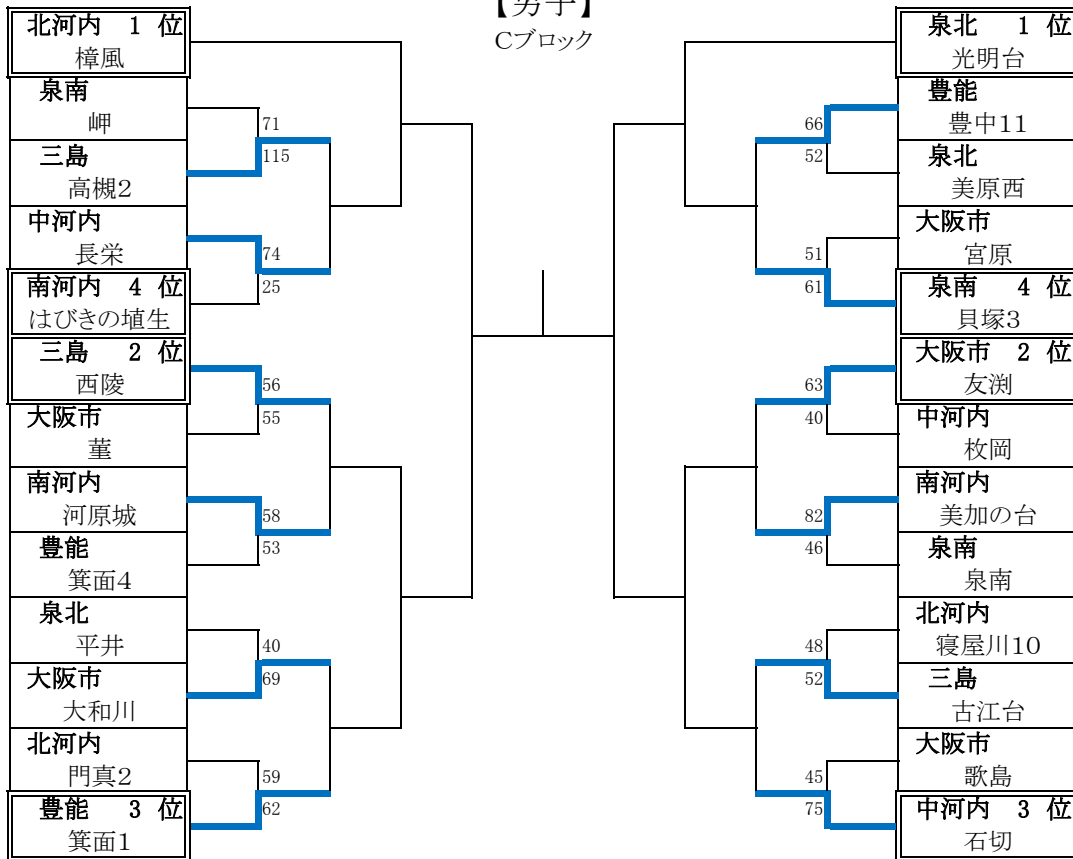 【男子】
Cブロック
北河内 1 位
樟風
泉南
岬
三島
高槻2
中河内
長栄
南河内 4 位
はびきの埴生
三島 2 位
西陵
大阪市
菫
南河内
河原城
豊能
箕面4
泉北
平井
大阪市
大和川
北河内
門真2
豊能 3 位
箕面1
71
115
74
25
56
55
58
53
40
69
59
62
66
52
51
61
63
40
82
46
48
52
45
75
泉北 1 位
光明台
豊能
豊中11
泉北
美原西
大阪市
宮原
泉南 4 位
貝塚3
大阪市 2 位
友渕
中河内
枚岡
南河内
美加の台
泉南
泉南
北河内
寝屋川10
三島
古江台
大阪市
歌島
中河内 3 位
石切